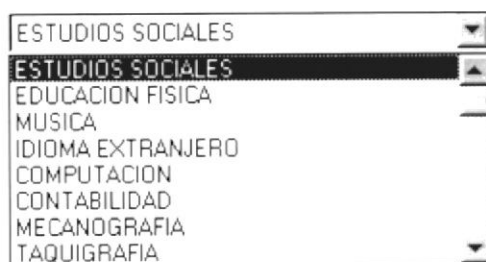 ESTUDIOS SOCIALES
ESTUDIOS SOCIALES
EDUCACION FISICA
MUSICA
IDIOMA EXTRANJERO
COMPUTACION
CONTABILIDAD
MECANOGRAFIA
TAQUIGRAFIA